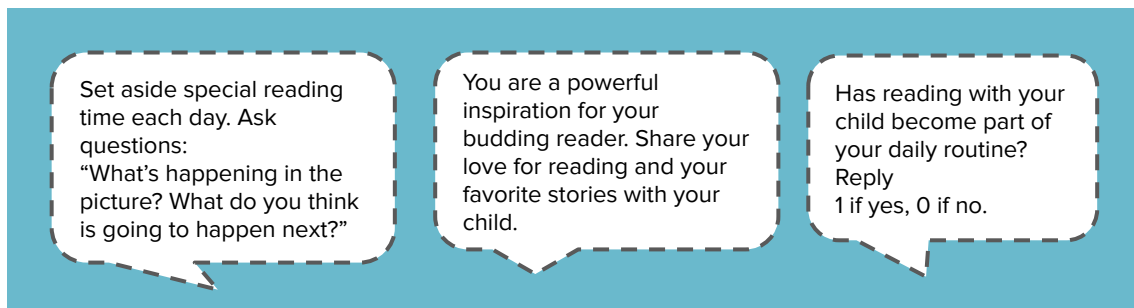 Set aside special reading
time each day. Ask
questions:
“What’s happening in the
picture? What do you think
is going to happen next?”
You are a powerful
inspiration for your
budding reader. Share your
love for reading and your
favorite stories with your
child.
Has reading with your
child become part of
your daily routine?
Reply
1 if yes, 0 if no.